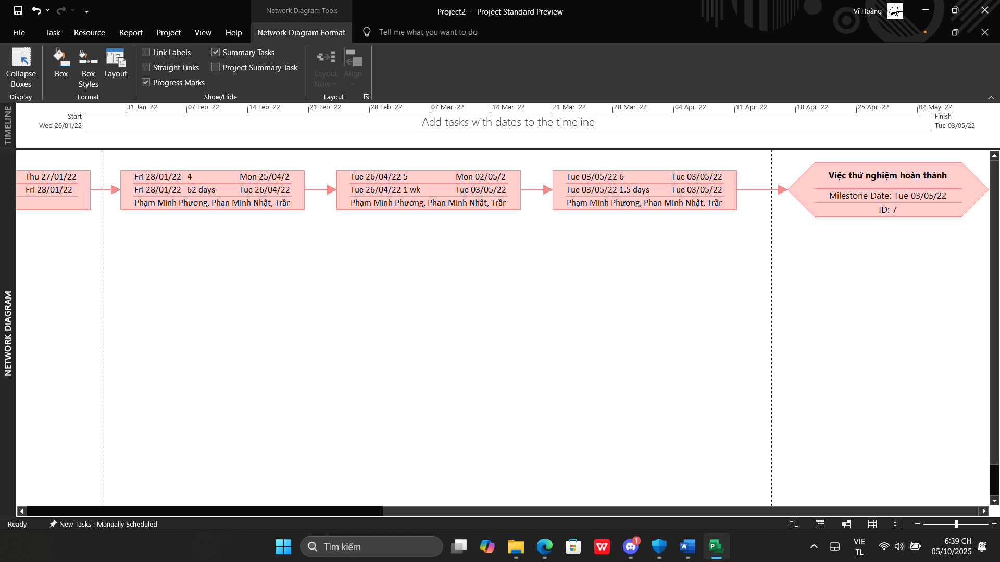 Network Diagram Tools
Project2 - Project Standard Preview
Vĩ Hoàng
File
Task
Resource
Report
Project
View
Help
Network Diagram Format
Tell me what you want to do
Collapse
Boxes
Box
Box
Styles
Layout
Link Labels
Straight Links
Progress Marks
Summary Tasks
Project Summary Task
Layout
Now
Align
Display
Format
Show/Hide
Layout
TIMELINE
31 Jan '22
07 Feb '22
14 Feb '22
21 Feb '22
28 Feb '22
07 Mar '22
14 Mar '22
21 Mar '22
28 Mar '22
04 Apr '22
11 Apr '22
18 Apr '22
25 Apr '22
02 May '22
Start
Wed 26/01/22
Add tasks with dates to the timeline
Finish
Tue 03/05/22
NETWORK DIAGRAM
Thu 27/01/22
Fri 28/01/22
Fri 28/01/22 4 Mon 25/04/2
Fri 28/01/22 62 days Tue 26/04/22
Phạm Minh Phương, Phan Minh Nhật, Trần
Tue 26/04/22 5 Mon 02/05/2
Tue 26/04/22 1 wk Tue 03/05/22
Phạm Minh Phương, Phan Minh Nhật, Trần
Tue 03/05/22 6 Tue 03/05/22
Tue 03/05/22 1.5 days Tue 03/05/22
Phạm Minh Phương, Phan Minh Nhật, Trần
Việc thử nghiệm hoàn thành
Milestone Date: Tue 03/05/22
ID: 7
Ready
New Tasks : Manually Scheduled
Tìm kiếm
1
VIE
TL
6:39 CH
05/10/2025